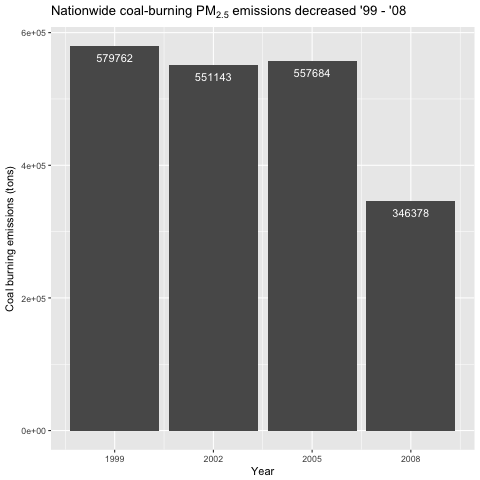 Nationwide coal-burning PM2.5 emissions decreased '99 - '08
6e+05
4e+05
2e+05
0e+00
Coal burning emissions (tons)
579762
551143
557684
346378
1999
2002
2005
2008
Year